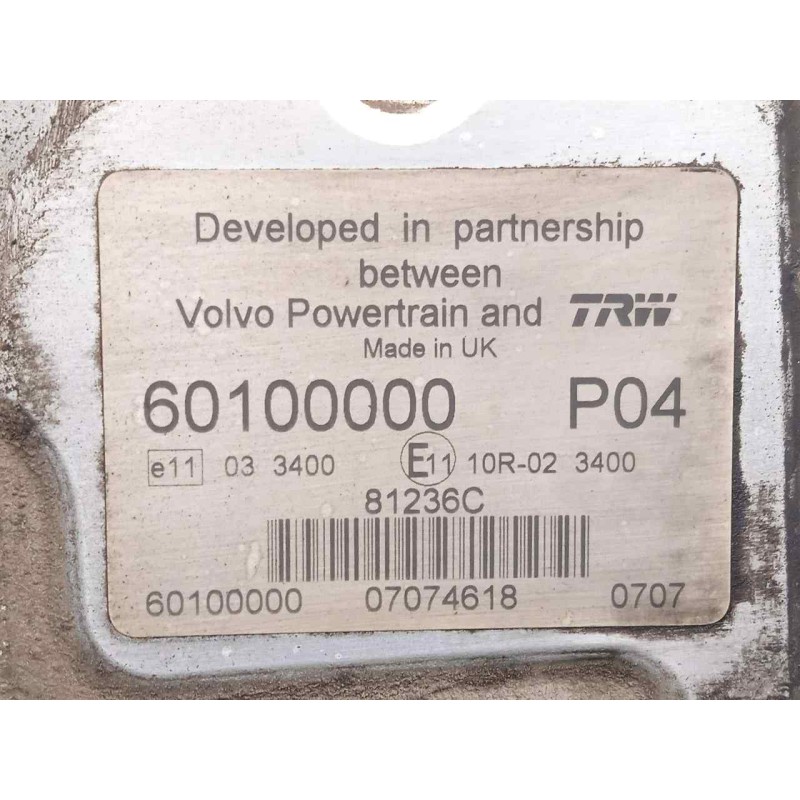 Developed in partnership
between
Volvo Powertrain and TRW
Made in UK
60100000 P04
e11 03 3400 E11 10R-02 3400
81236C
60100000 07074618 0707